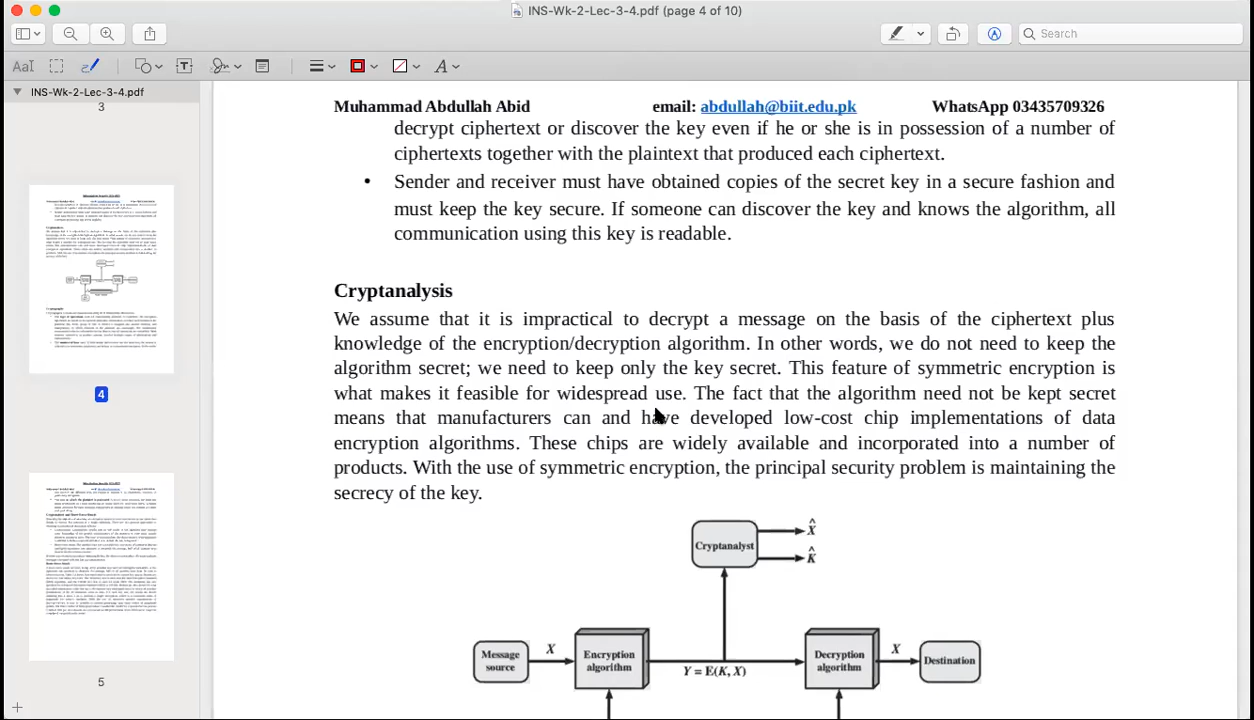 INS-Wk-2-Lec-3-4.pdf (page 4 of 10)
Search
INS-Wk-2-Lec-3-4.pdf
3
4
5
Muhammad Abdullah Abid email: abdullah@biit.edu.pk WhatsApp 03435709326
decrypt ciphertext or discover the key even if he or she is in possession of a number of
ciphertexts together with the plaintext that produced each ciphertext.
• Sender and receiver must have obtained copies of the secret key in a secure fashion and
must keep the key secure. If someone can discover the key and knows the algorithm, all
communication using this key is readable.
Cryptanalysis
We assume that it is impractical to decrypt a message on the basis of the ciphertext plus
knowledge of the encryption/decryption algorithm. In other words, we do not need to keep the
algorithm secret; we need to keep only the key secret. This feature of symmetric encryption is
what makes it feasible for widespread use. The fact that the algorithm need not be kept secret
means that manufacturers can and have developed low-cost chip implementations of data
encryption algorithms. These chips are widely available and incorporated into a number of
products. With the use of symmetric encryption, the principal security problem is maintaining the
secrecy of the key.
Cryptanalyst
X̂
K̂
Message
source
X
Encryption
algorithm
Y = E(K, X)
Decryption
algorithm
X
Destination